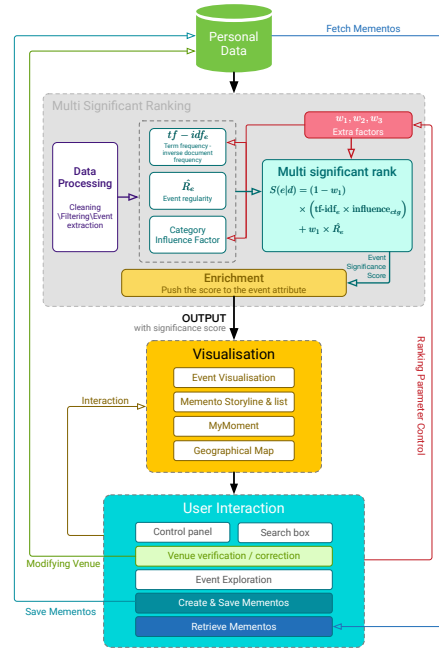 Personal
Data
Fetch Mementos
Multi Significant Ranking
w1, w2, w3
Extra factors
tf − idfe
Term frequency -
inverse document
frequency
Data
Processing
Cleaning
\Filtering\Event
extraction
R̂e
Event regularity
Category
Influence Factor
Multi significant rank
S(e|d) = (1 − w1)
× (tf-idfe × influencectg)
+ w1 × R̂e
Event
Significance
Score
Enrichment
Push the score to the event attribute
OUTPUT
with significance score
Visualisation
Event Visualisation
Memento Storyline & list
MyMoment
Geographical Map
Interaction
Ranking Parameter Control
User Interaction
Control panel
Search box
Venue verification / correction
Modifying Venue
Event Exploration
Create & Save Mementos
Save Mementos
Retrieve Mementos